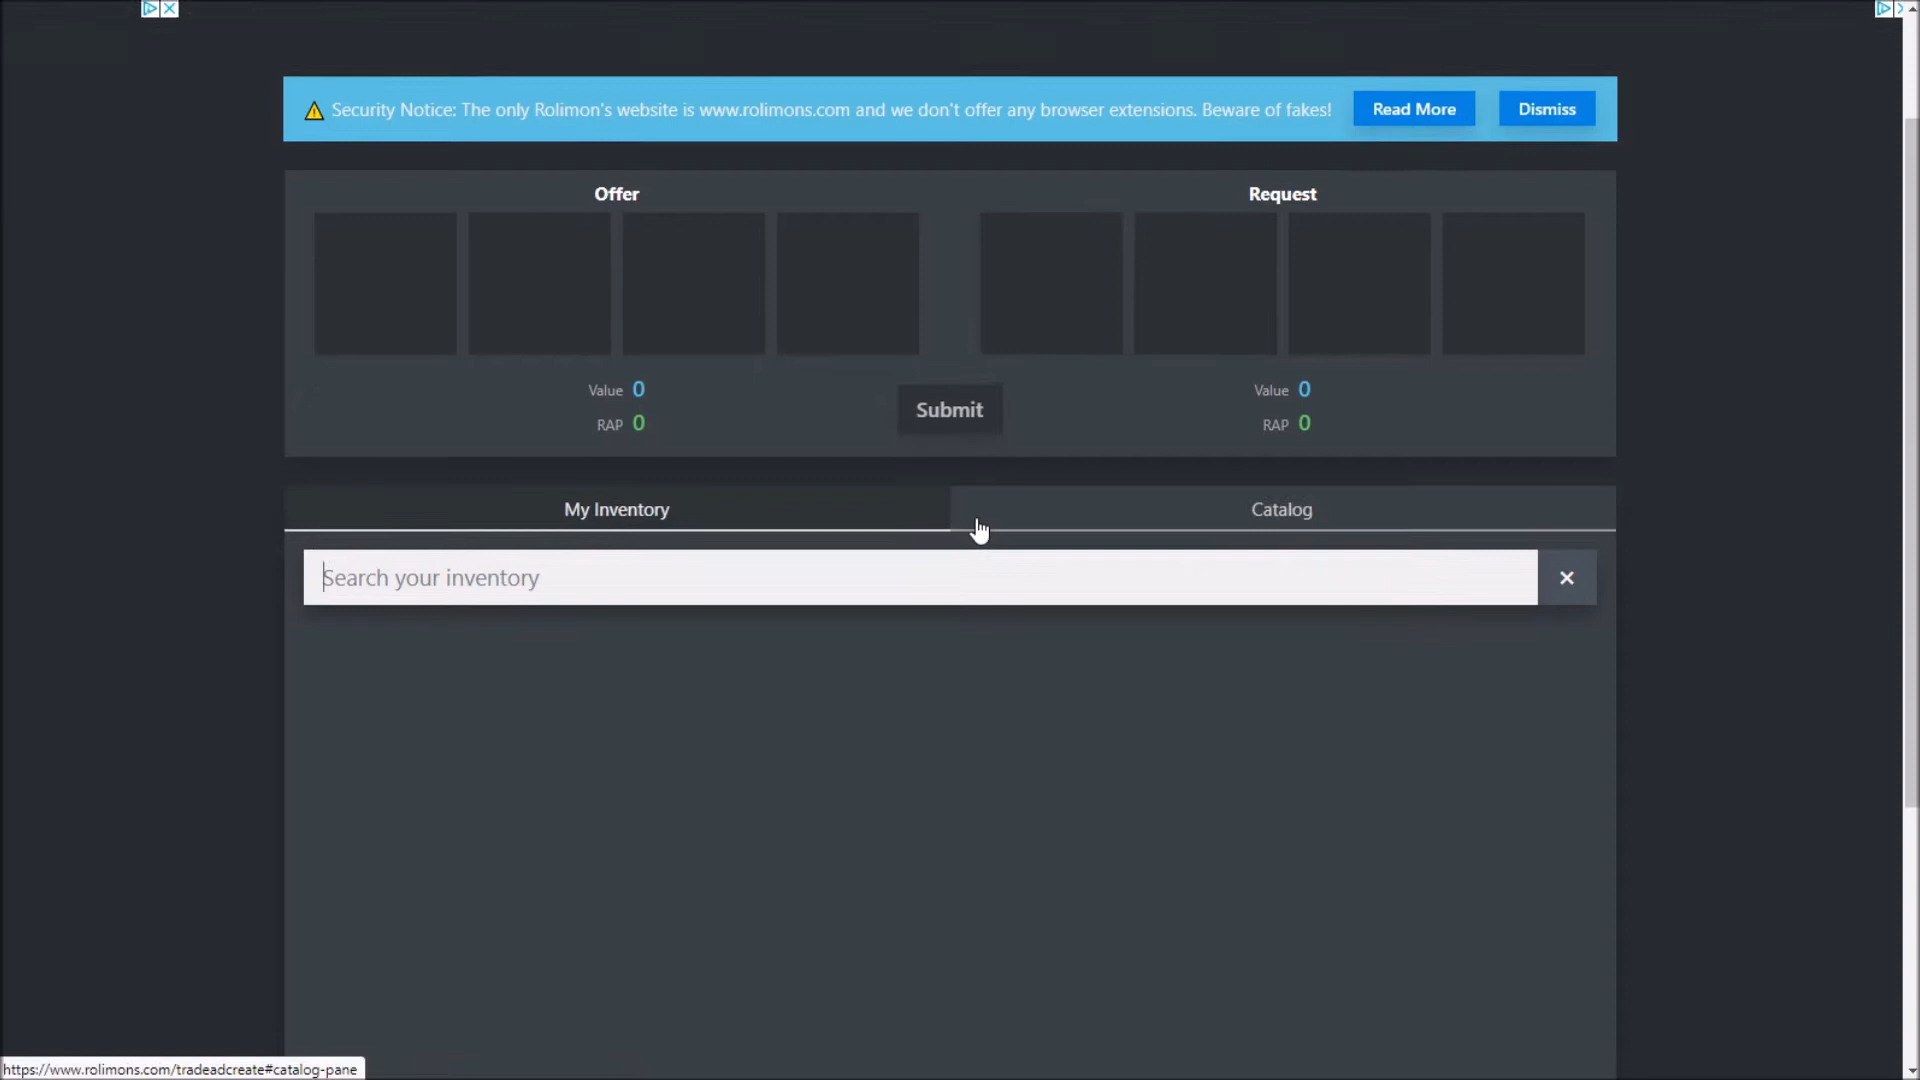 Security Notice: The only Rolimon's website is www.rolimons.com and we don't offer any browser extensions. Beware of fakes! Read More Dismiss
Offer Request
Value 0 Value 0
RAP 0 Submit RAP 0
My Inventory Catalog
Search your inventory
https://www.rolimons.com/tradeadcreate#catalog-pane